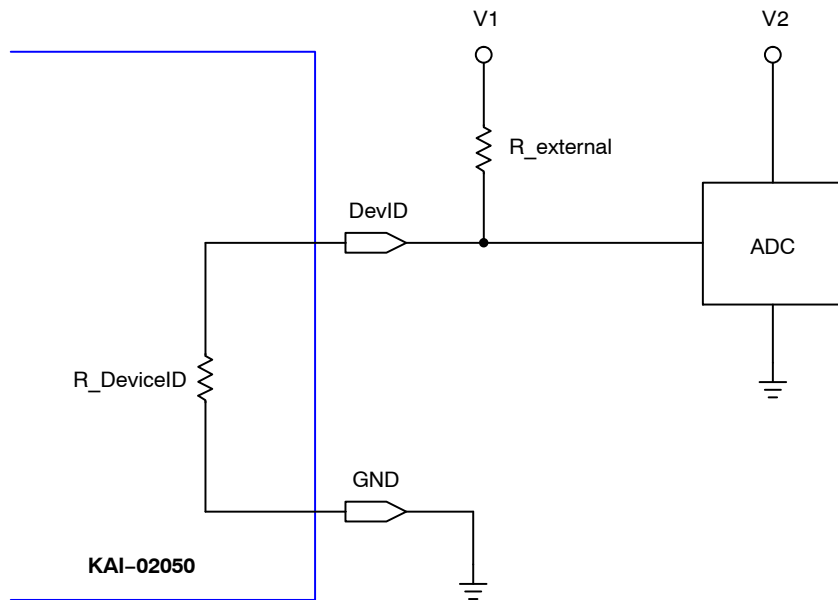 V1
V2
R_external
DevID
ADC
R_DeviceID
GND
KAI−02050